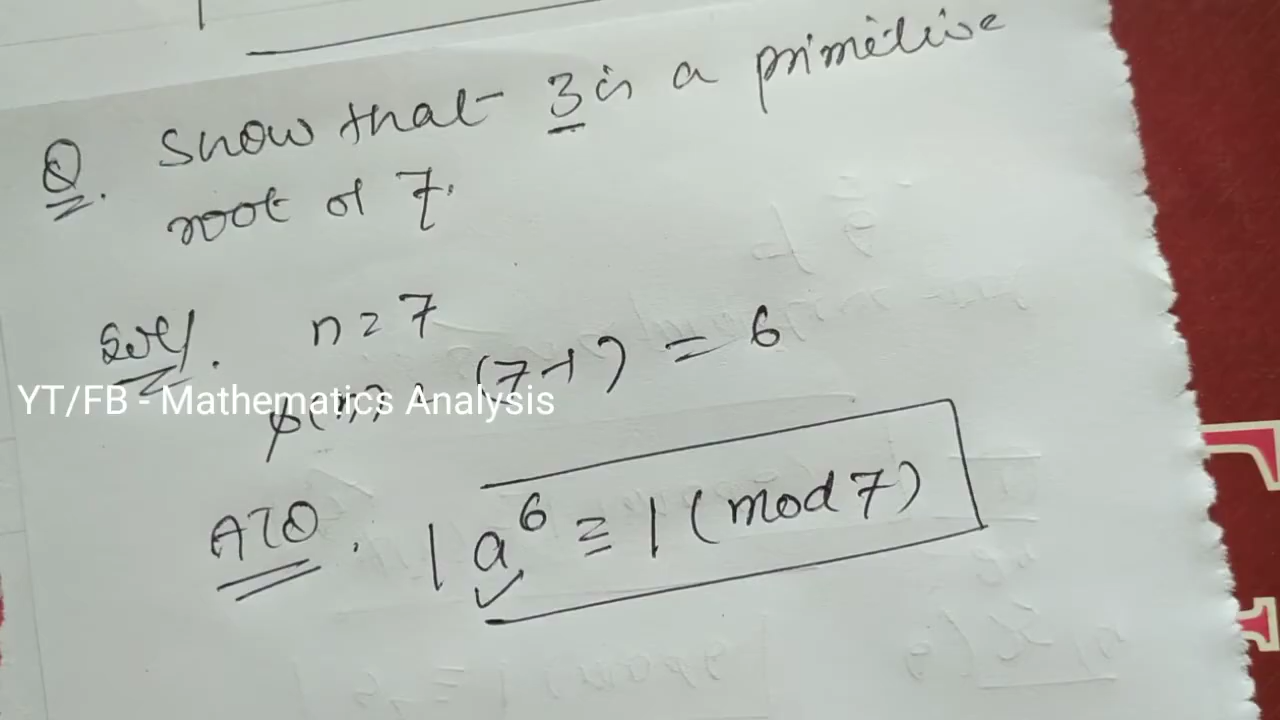 Q. Show that 3 is a primitive
root of 7.
Sol. n = 7
φ(n) = (7-1) = 6
YT/FB - Mathematics Analysis
ATQ. a⁶ ≡ 1 (mod 7)